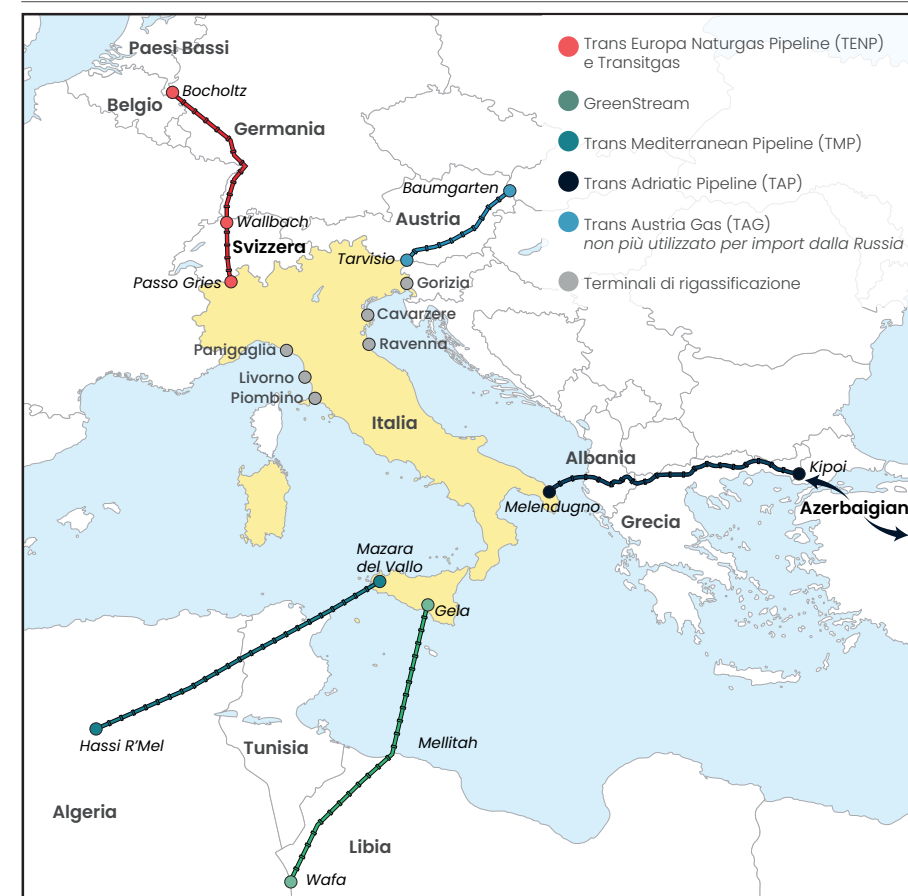 Trans Europa Naturgas Pipeline (TENP)
e Transitgas
GreenStream
Trans Mediterranean Pipeline (TMP)
Trans Adriatic Pipeline (TAP)
Trans Austria Gas (TAG)
non più utilizzato per import dalla Russia
Terminali di rigassificazione
Paesi Bassi
Bocholtz
Belgio
Germania
Baumgarten
Austria
Wallbach
Svizzera
Tarvisio
Passo Gries
Gorizia
Cavarzere
Ravenna
Panigaglia
Livorno
Piombino
Italia
Albania
Kipoi
Melendugno
Azerbaigian
Grecia
Mazara
del Vallo
Gela
Hassi R’Mel
Tunisia
Mellitah
Algeria
Libia
Wafa